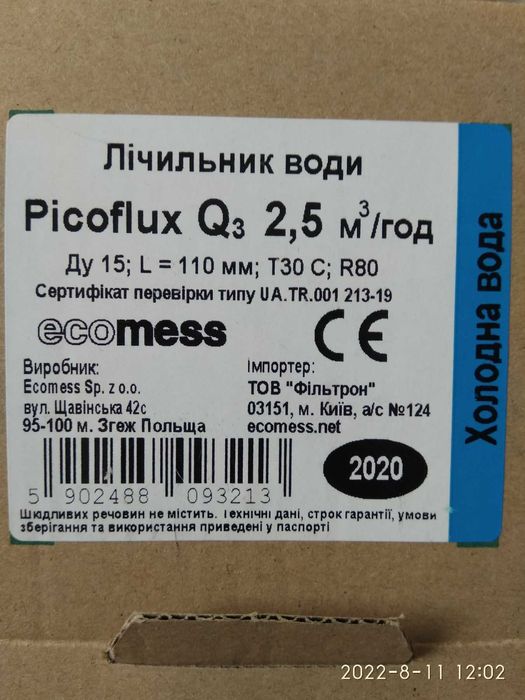 Лічильник води
Picoflux Q3 2,5 м³/год
Ду 15; L = 110 мм; T30 C; R80
Сертифікат перевірки типу UA.TR.001 213-19
ecomess CE
Виробник:
Ecomess Sp. z o.o.
вул. Щавінська 42с
95-100 м. Згеж Польща
Імпортер:
ТОВ "Фільтрон"
03151, м. Київ, а/с №124
ecomess.net
5 902488 093213
2020
Шкідливих речовин не містить. Технічні дані, строк гарантії, умови
зберігання та використання приведені у паспорті
Холодна вода
2022-8-11 12:02